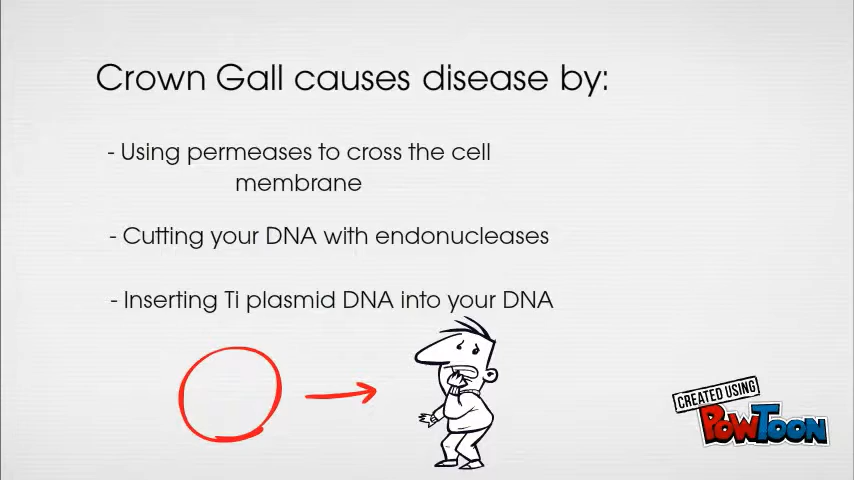 Crown Gall causes disease by:
- Using permeases to cross the cell
membrane
- Cutting your DNA with endonucleases
- Inserting Ti plasmid DNA into your DNA
CREATED USING
POWTOON